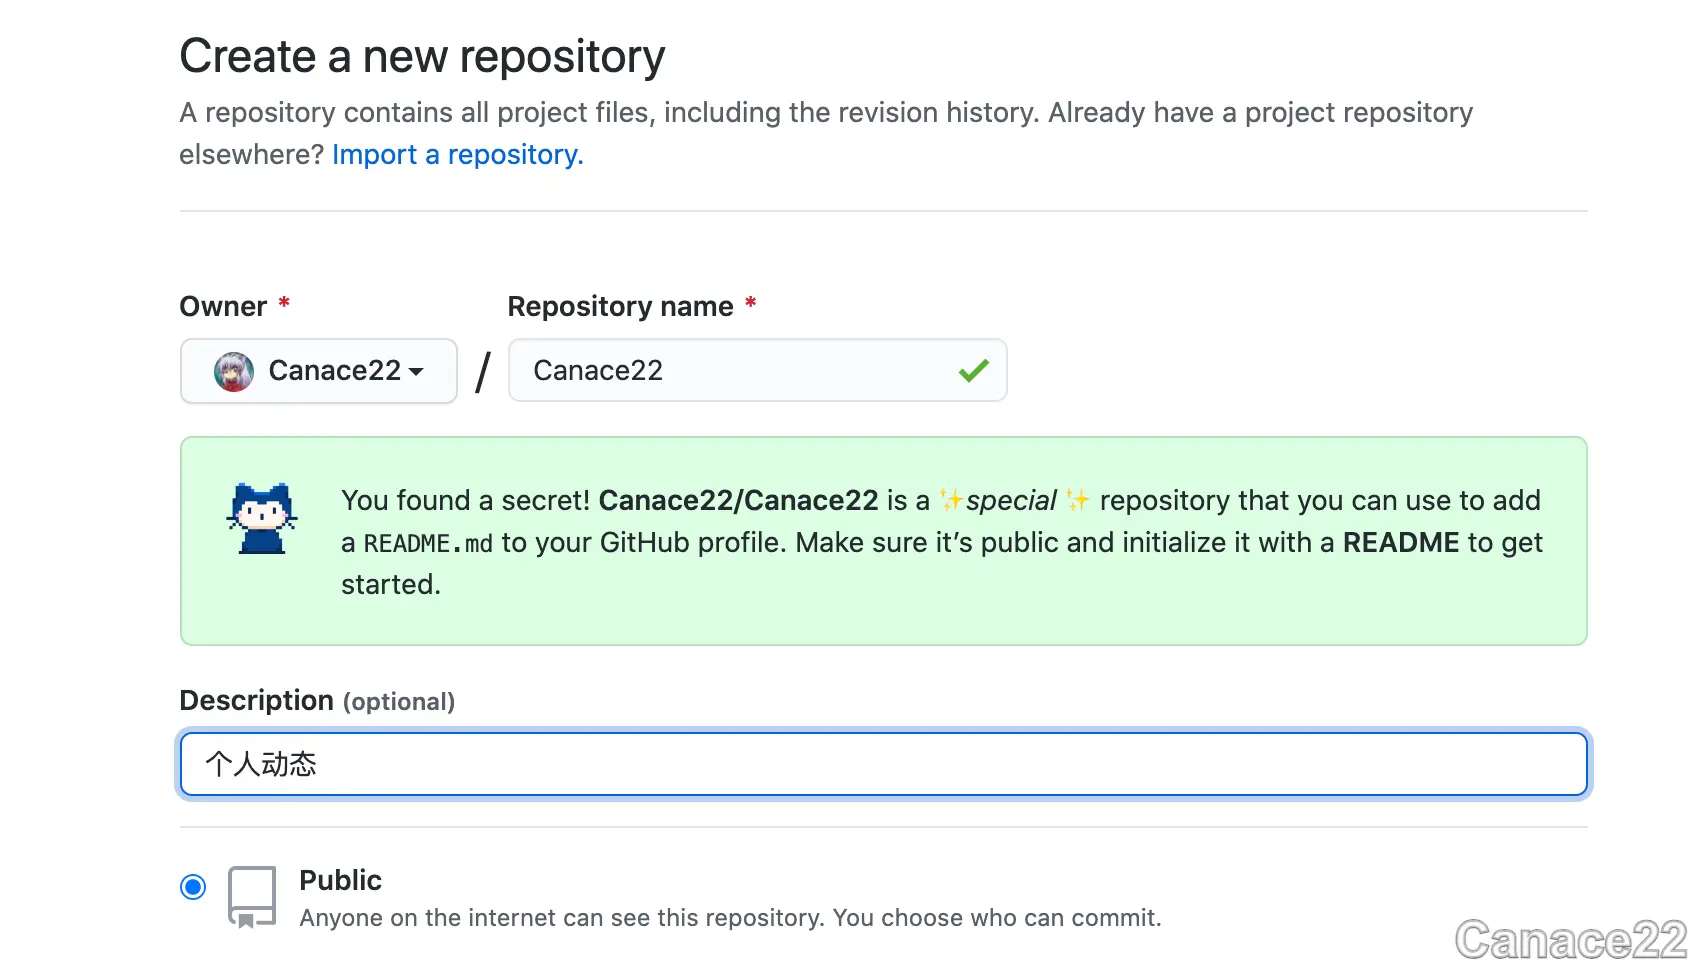 Create a new repository
A repository contains all project files, including the revision history. Already have a project repository
elsewhere? Import a repository.
Owner * Repository name *
Canace22 / Canace22
You found a secret! Canace22/Canace22 is a ✨special ✨ repository that you can use to add
a README.md to your GitHub profile. Make sure it’s public and initialize it with a README to get
started.
Description (optional)
个人动态
Public
Anyone on the internet can see this repository. You choose who can commit.
Canace22